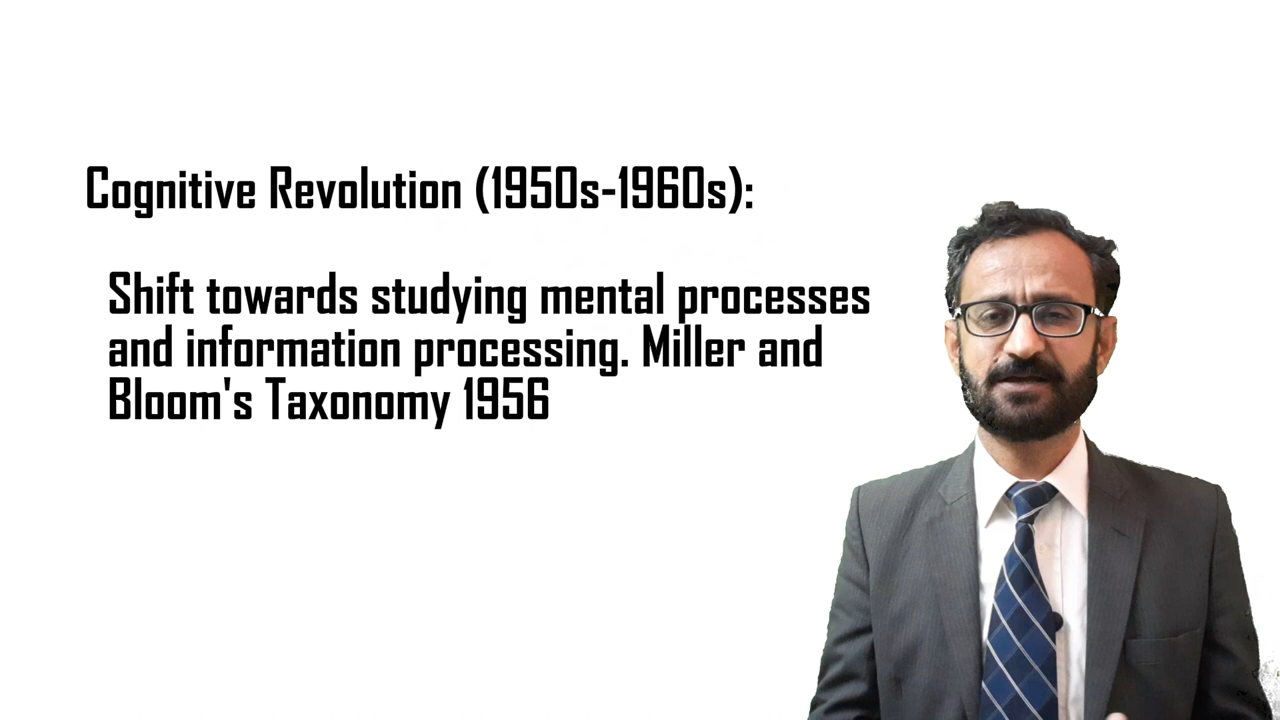 Cognitive Revolution (1950s-1960s):
Shift towards studying mental processes
and information processing. Miller and
Bloom's Taxonomy 1956